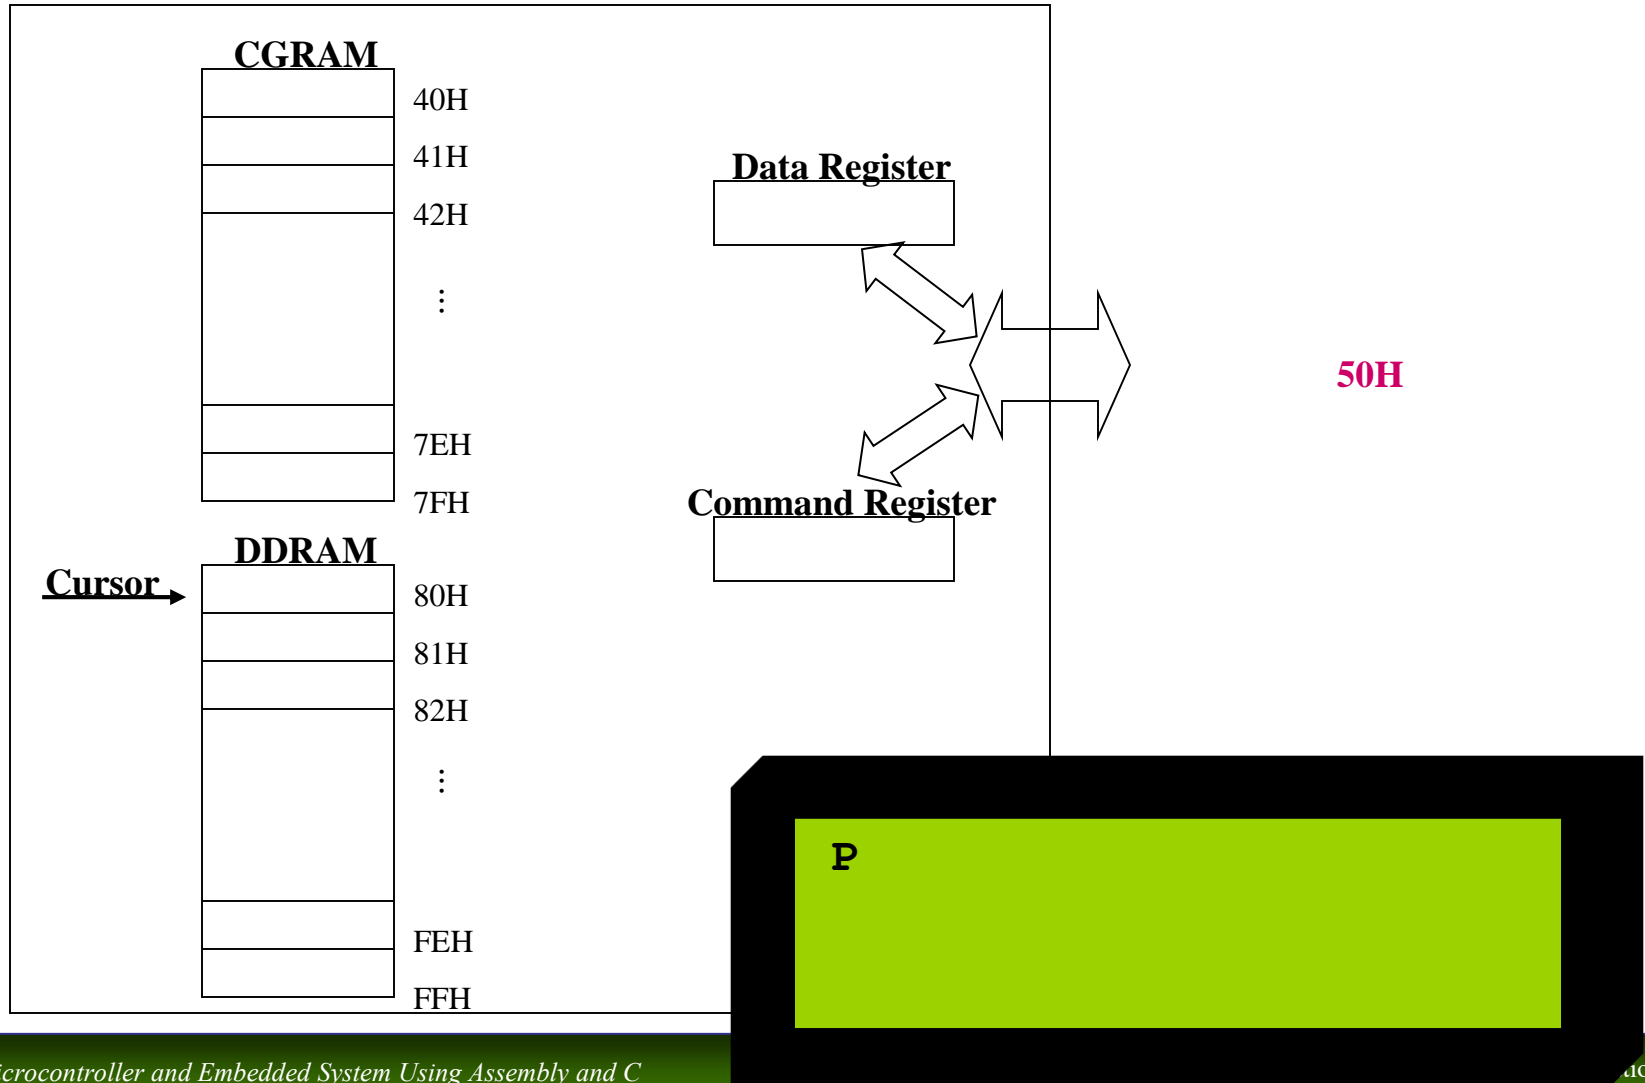 CGRAM
40H
41H
42H
⋮
7EH
7FH
DDRAM
Cursor
80H
81H
82H
⋮
FEH
FFH
Data Register
Command Register
50H
P
and Embedded System Using Assembly and C